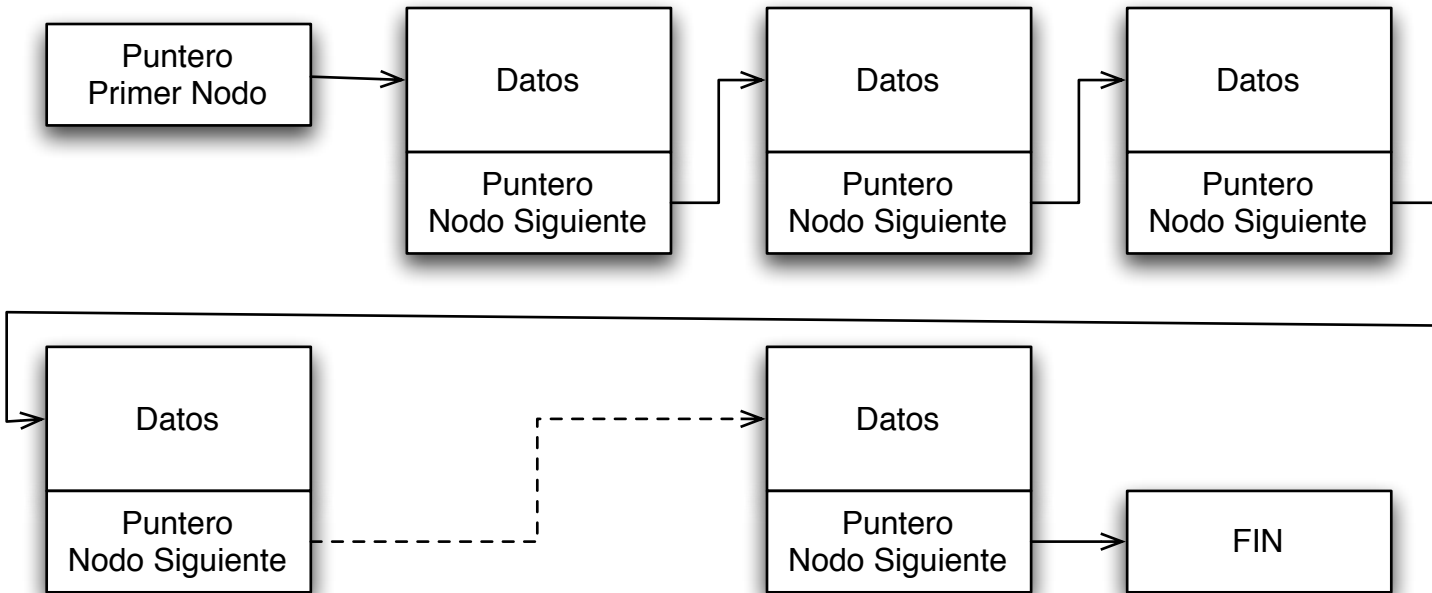 Puntero
Primer Nodo
Datos
Puntero
Nodo Siguiente
Datos
Puntero
Nodo Siguiente
Datos
Puntero
Nodo Siguiente
Datos
Puntero
Nodo Siguiente
Datos
Puntero
Nodo Siguiente
FIN